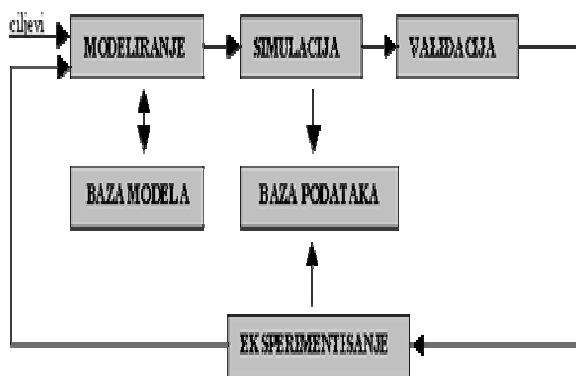 ciljevi
MODELIRANJE
SIMULACIJA
VALIDACIJA
BAZA MODELA
BAZA PODATAKA
EKSPERIMENTISANJE